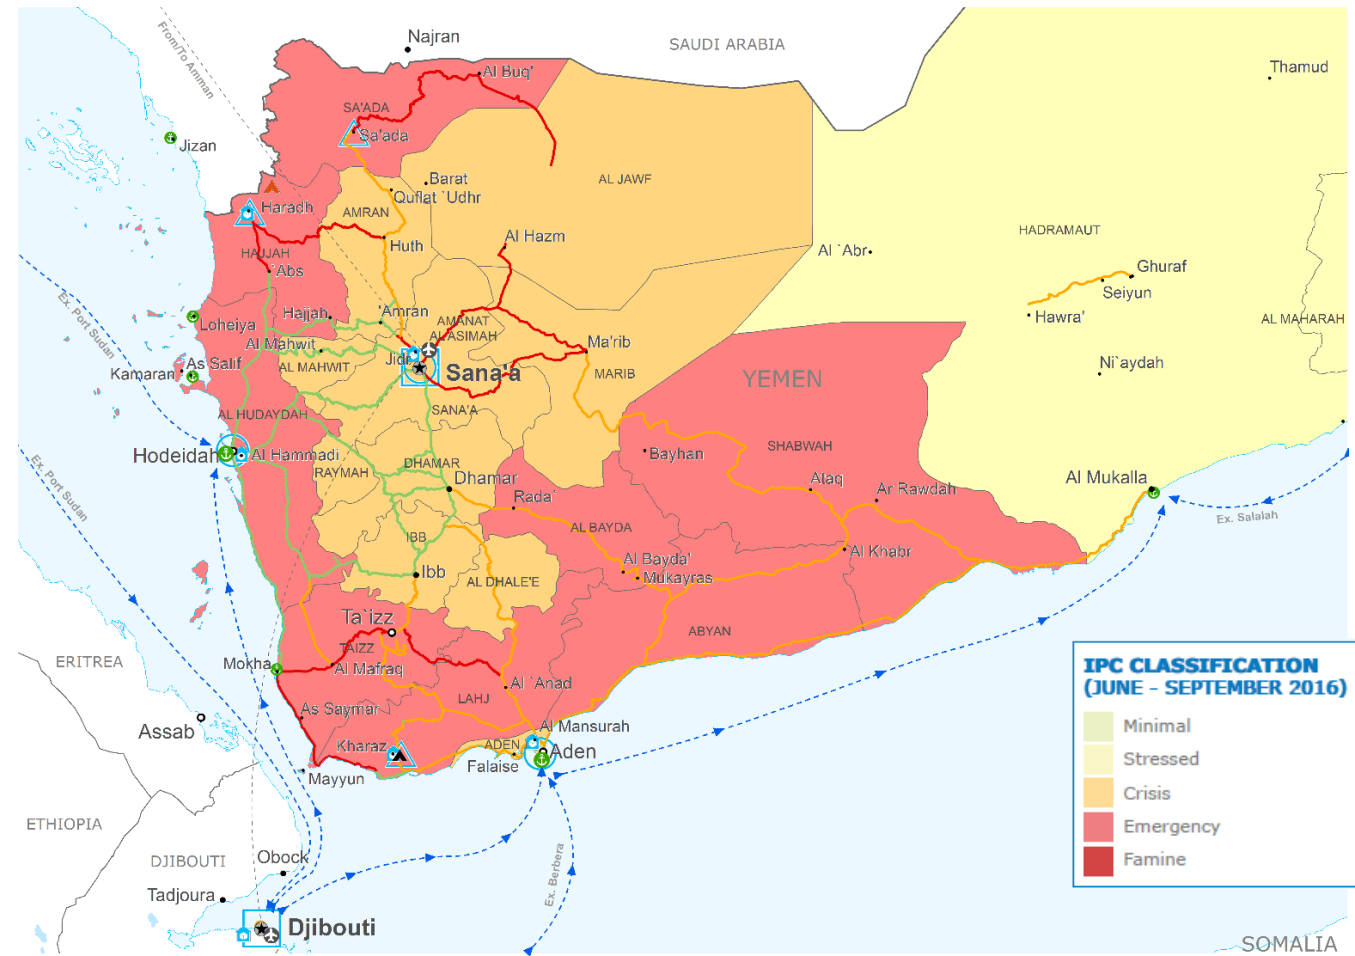 Najran
SAUDI ARABIA
From/To Amman
Thamud
Al Buq'
SA'ADA
Sa'ada
Jizan
Barat
Quflat `Udhr
AL JAWF
Haradh
AMRAN
Huth
Al Hazm
HADRAMAUT
Al `Abr
HAJJAH
`Abs
Ghuraf
Seiyun
Ex. Port Sudan
Loheiya
Hajjah
'Amran
AMANAT
AL ASIMAH
Hawra'
AL MAHARAH
Al Mahwit
Jidr
Ma'rib
As Salif
Kamaran
AL MAHWIT
Sana'a
MARIB
YEMEN
Ni`aydah
AL HUDAYDAH
SANA'A
SHABWAH
Hodeidah
Al Hammadi
Bayhan
RAYMAH
DHAMAR
Dhamar
Ataq
Al Mukalla
Ex. Port Sudan
Rada`
Ar Rawdah
Ex. Salalah
AL BAYDA
IBB
Al Khabr
Al Bayda'
Mukayras
Ibb
AL DHALE'E
Ta`izz
ABYAN
TAIZZ
ERITREA
Mokha
Al Mafraq
Al `Anad
LAHJ
As Saymar
Assab
Al Mansurah
Kharaz
ADEN
Aden
Falaise
Mayyun
IPC CLASSIFICATION
(JUNE - SEPTEMBER 2016)
Minimal
Stressed
Crisis
Emergency
Famine
ETHIOPIA
DJIBOUTI
Obock
Tadjoura
Ex. Berbera
Djibouti
SOMALIA